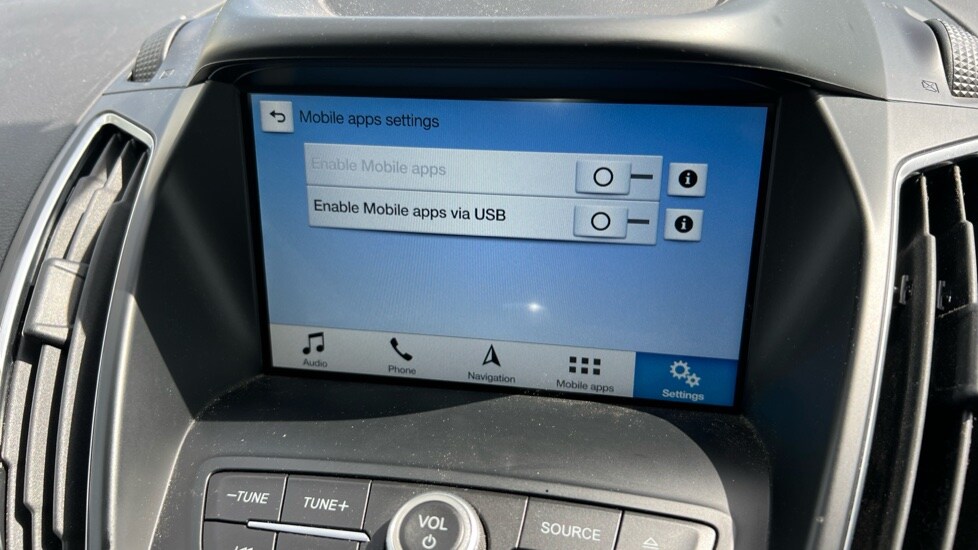 Mobile apps settings
Enable Mobile apps
Enable Mobile apps via USB
Audio
Phone
Navigation
Mobile apps
Settings
−TUNE
TUNE+
VOL
SOURCE